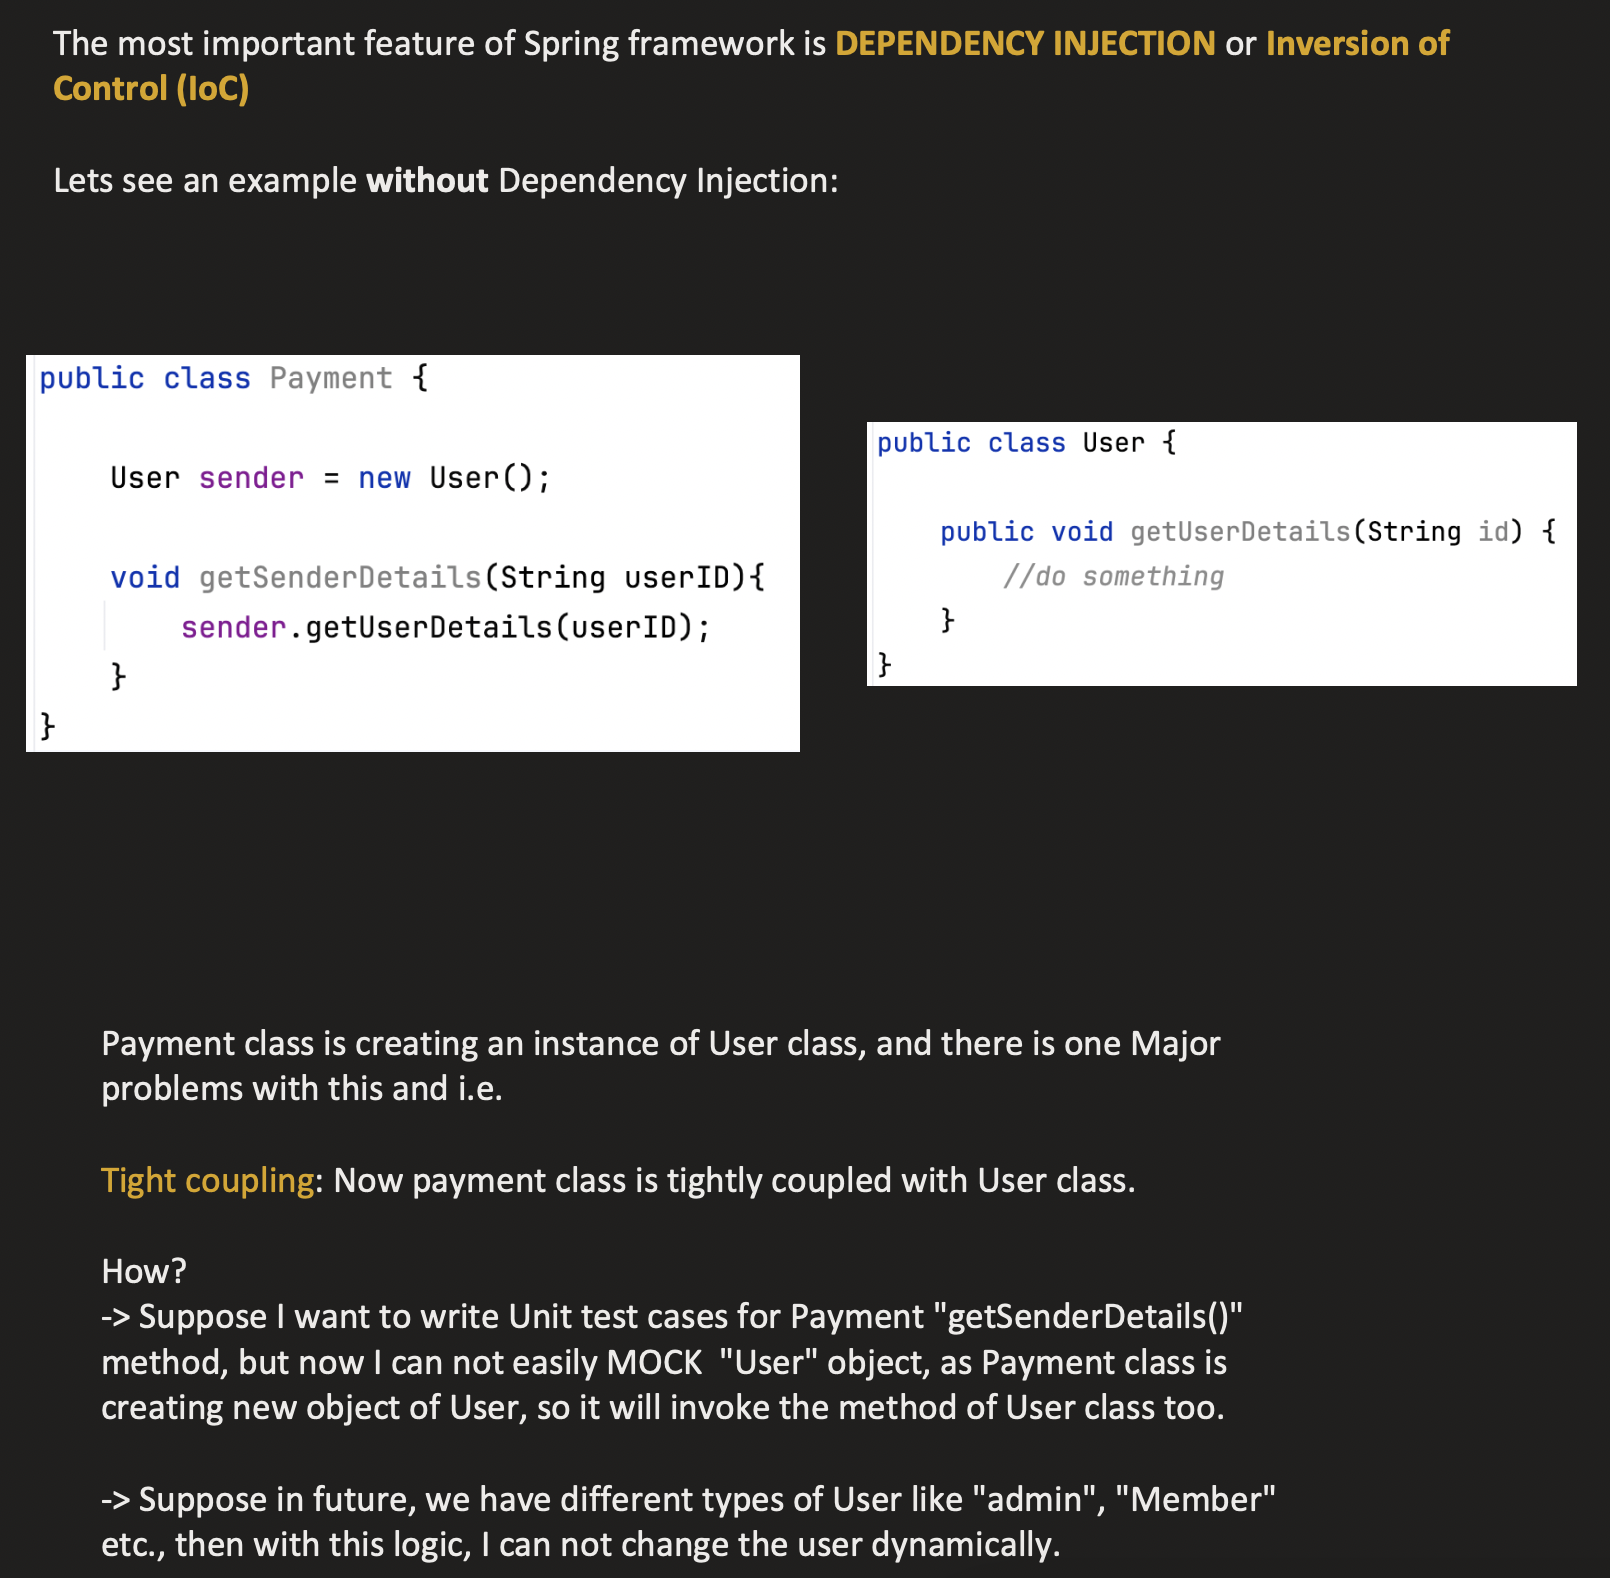 The most important feature of Spring framework is DEPENDENCY INJECTION or Inversion of
Control (IoC)
Lets see an example without Dependency Injection:
public class Payment {
User sender = new User();
void getSenderDetails(String userID){
sender.getUserDetails(userID);
}
}
public class User {
public void getUserDetails(String id) {
//do something
}
}
Payment class is creating an instance of User class, and there is one Major
problems with this and i.e.
Tight coupling: Now payment class is tightly coupled with User class.
How?
-> Suppose I want to write Unit test cases for Payment "getSenderDetails()"
method, but now I can not easily MOCK  "User" object, as Payment class is
creating new object of User, so it will invoke the method of User class too.
-> Suppose in future, we have different types of User like "admin", "Member"
etc., then with this logic, I can not change the user dynamically.